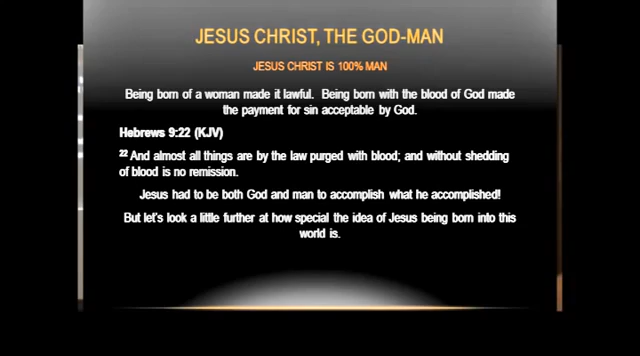 JESUS CHRIST, THE GOD-MAN
JESUS CHRIST IS 100% MAN
Being born of a woman made it lawful. Being born with the blood of God made
the payment for sin acceptable by God.
Hebrews 9:22 (KJV)
22 And almost all things are by the law purged with blood; and without shedding
of blood is no remission.
Jesus had to be both God and man to accomplish what he accomplished!
But let's look a little further at how special the idea of Jesus being born into this
world is.